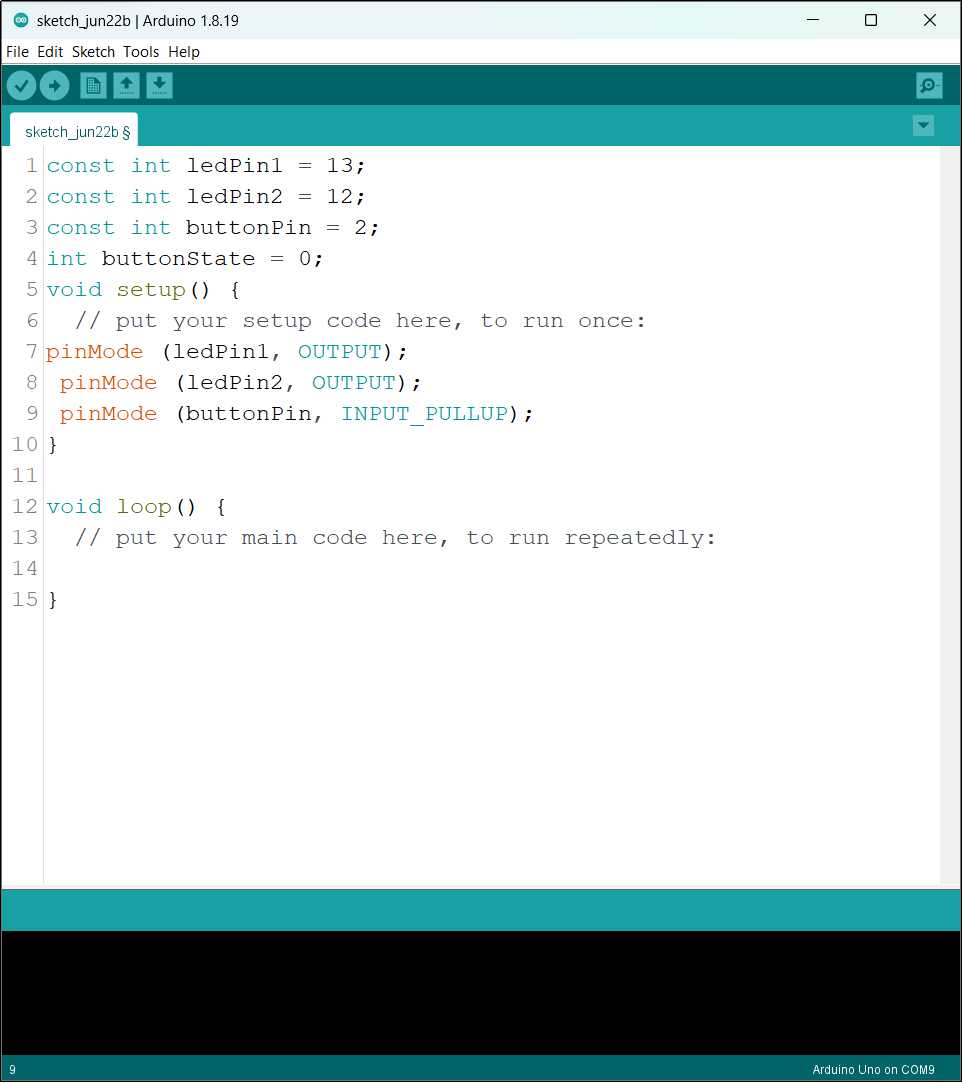 sketch_jun22b | Arduino 1.8.19
File Edit Sketch Tools Help
sketch_jun22b §
1 const int ledPin1 = 13;
2 const int ledPin2 = 12;
3 const int buttonPin = 2;
4 int buttonState = 0;
5 void setup() {
6   // put your setup code here, to run once:
7 pinMode (ledPin1, OUTPUT);
8  pinMode (ledPin2, OUTPUT);
9  pinMode (buttonPin, INPUT_PULLUP);
10 }
11
12 void loop() {
13   // put your main code here, to run repeatedly:
14
15 }
9 Arduino Uno on COM9